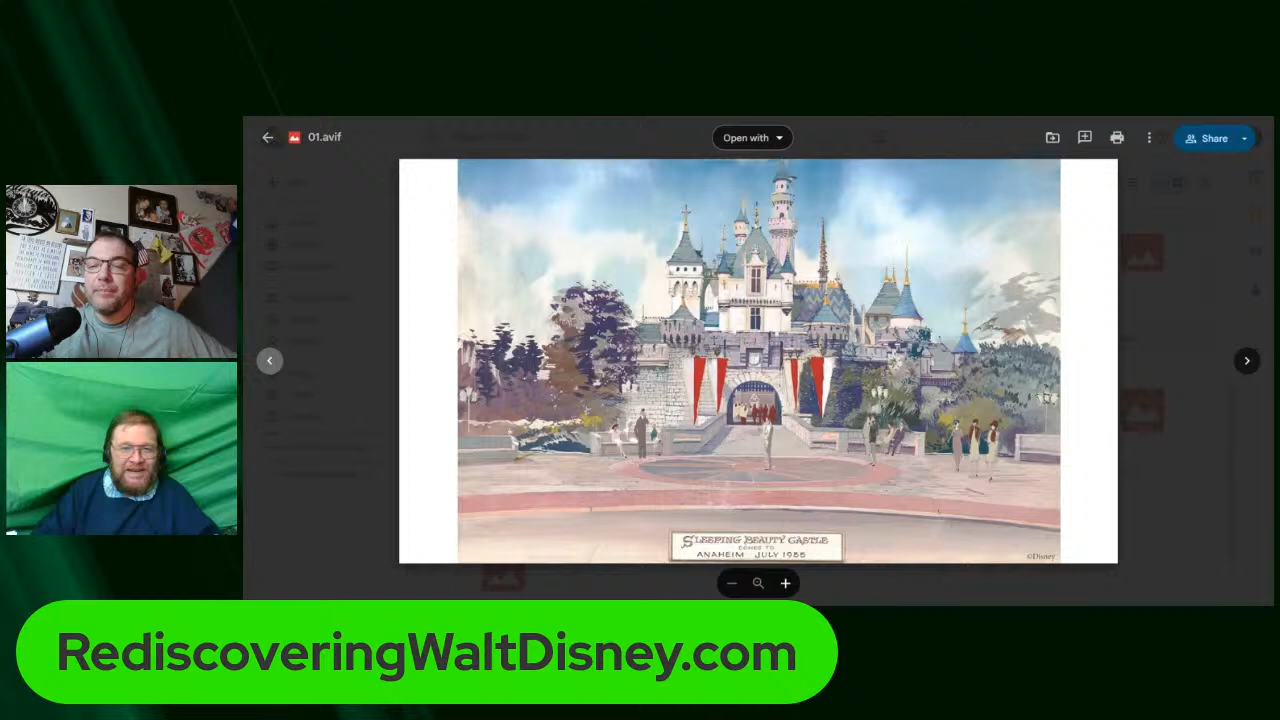 01.avif
Open with
Share
SLEEPING BEAUTY CASTLE
COMES TO
ANAHEIM JULY 1955
©Disney
RediscoveringWaltDisney.com